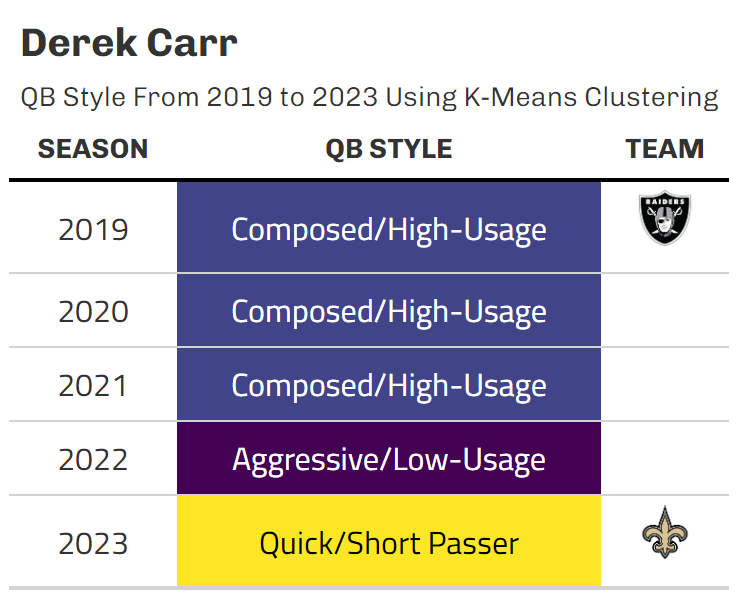 Derek Carr
QB Style From 2019 to 2023 Using K-Means Clustering
SEASON QB STYLE TEAM
RAIDERS
2019 Composed/High-Usage
2020 Composed/High-Usage
2021 Composed/High-Usage
2022 Aggressive/Low-Usage
2023 Quick/Short Passer